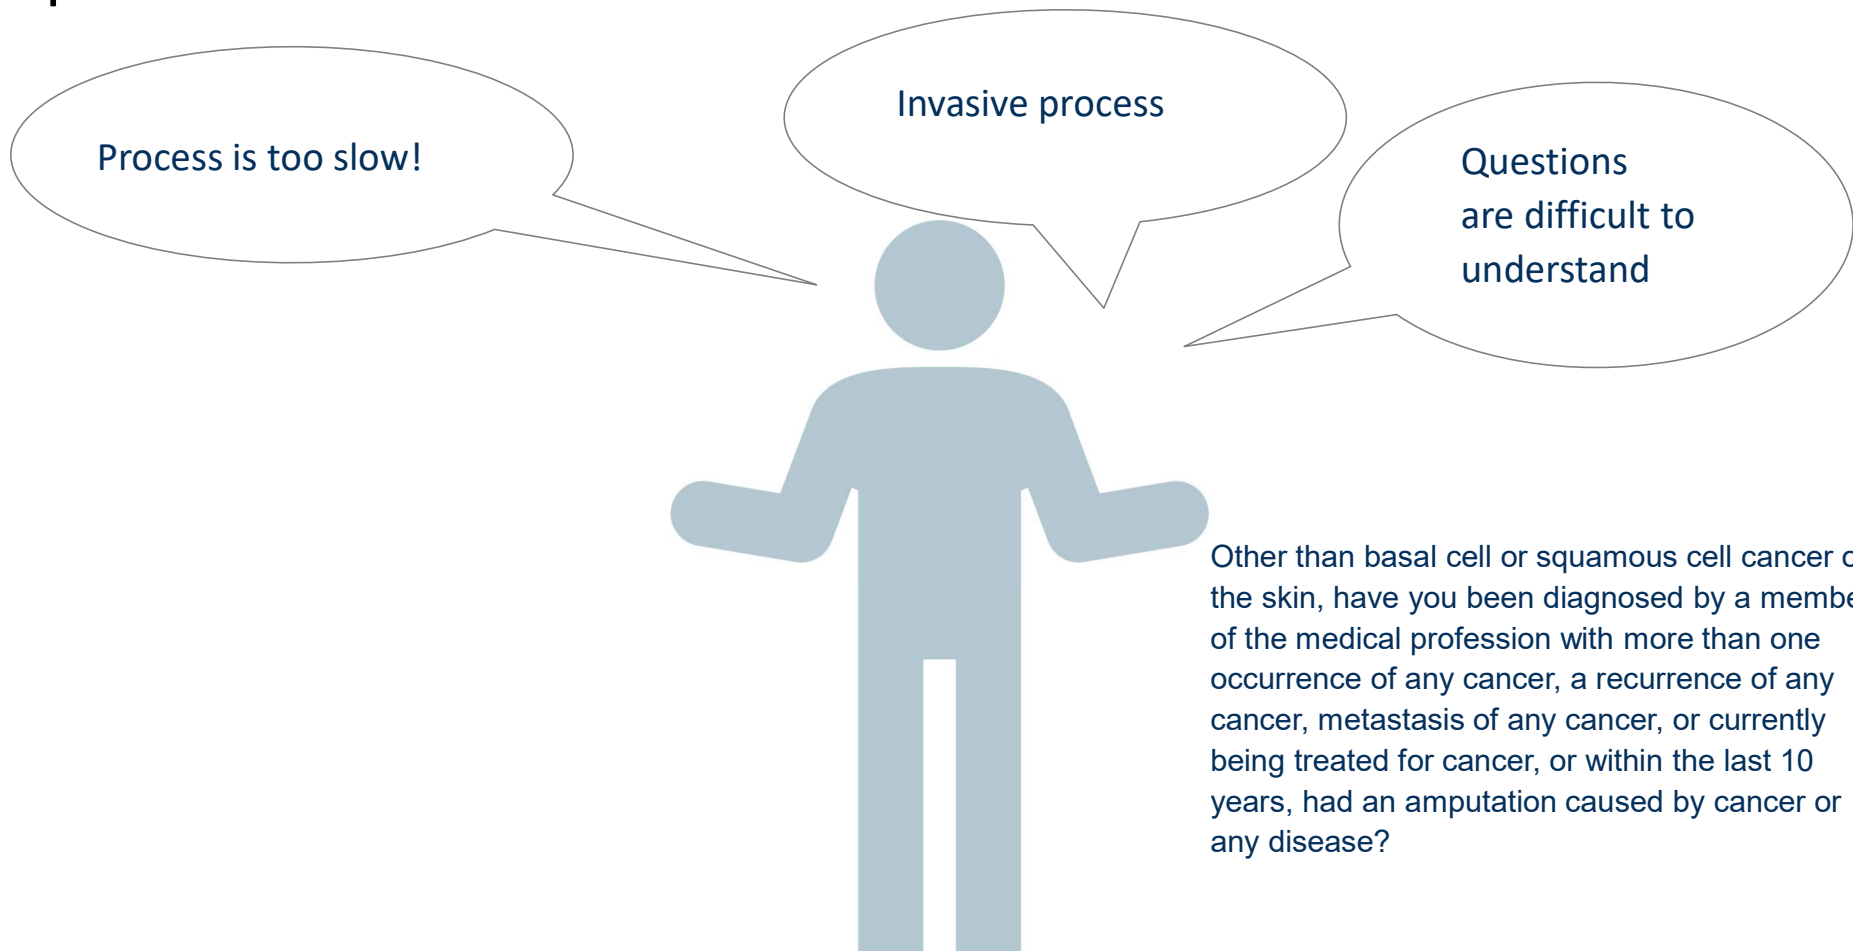 Process is too slow!
Invasive process
Questions
are difficult to
understand
Other than basal cell or squamous cell cancer
the skin, have you been diagnosed by a
of the medical profession with more than one
occurrence of any cancer, a recurrence of any
cancer, metastasis of any cancer, or currently
being treated for cancer, or within the last 10
years, had an amputation caused by cancer or
any disease?